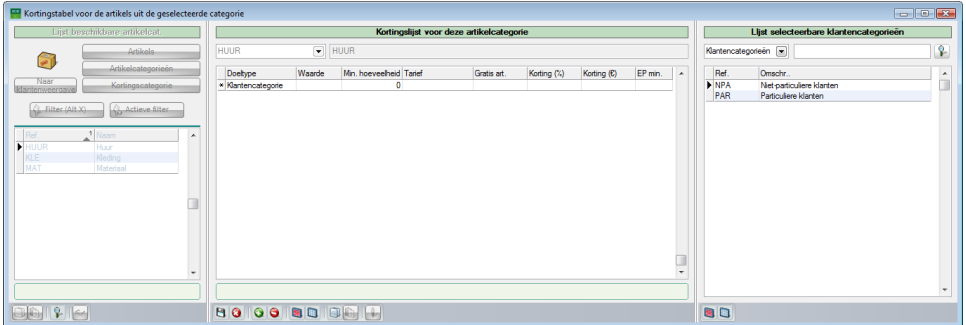 Kortingstabel voor de artikels uit de geselecteerde categorie
Lijst beschikbare artikelcat.
Artikels
Artikelcategorieën
Naar klantenweergave
Kortingscategorie
Filter (Alt X)
Actieve filter
Ref. 1 Naam
HUUR Huur
KLE Kleding
MAT Materiaal
Kortingslijst voor deze artikelcategorie
HUUR HUUR
Doeltype Waarde Min. hoeveelheid Tarief Gratis art. Korting (%) Korting (€) EP min.
Klantencategorie 0
LIjst selecteerbare klantencategorieën
Klantencategorieën
Ref. Omschr..
NPA Niet-particuliere klanten
PAR Particuliere klanten